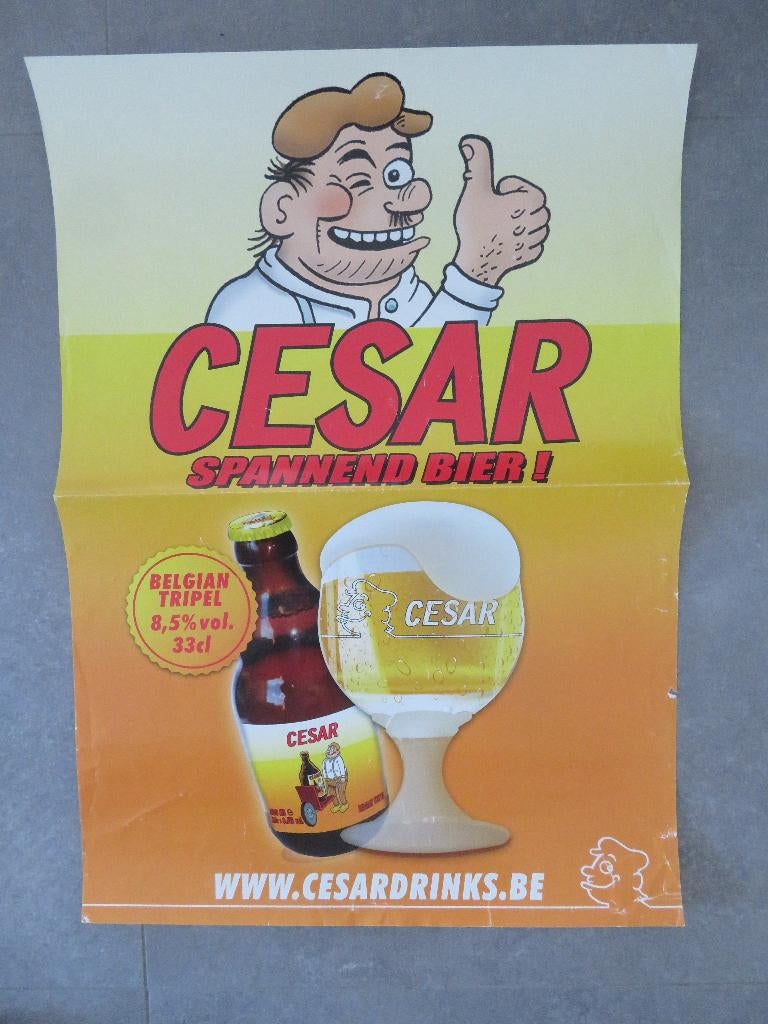 CESAR
SPANNEND BIER!
BELGIAN
TRIPEL
8,5% vol.
33cl
CESAR
CESAR
WWW.CESARDRINKS.BE